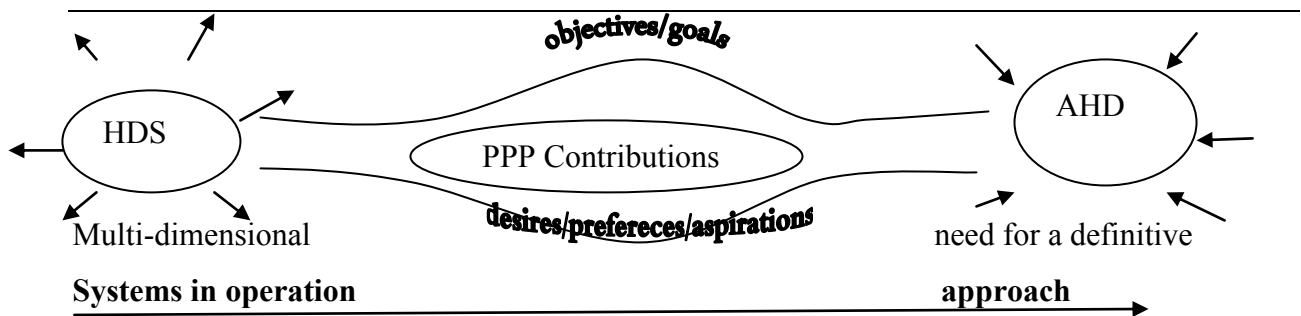 objectives/goals
HDS
AHD
PPP Contributions
desires/prefereces/aspirations
Multi-dimensional
need for a definitive
Systems in operation
approach